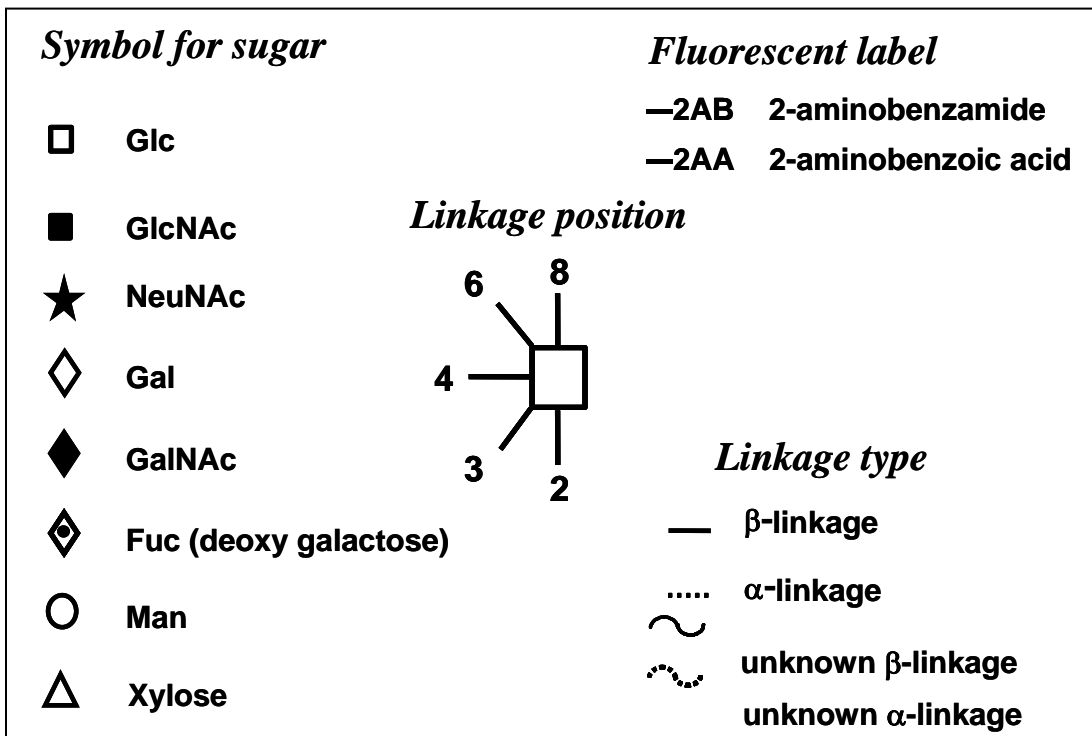 Symbol for sugar
Glc
GlcNAc
NeuNAc
Gal
GalNAc
Fuc (deoxy galactose)
Man
Xylose
Fluorescent label
—2AB 2-aminobenzamide
—2AA 2-aminobenzoic acid
Linkage position
8
6
4
3
2
Linkage type
β-linkage
α-linkage
unknown β-linkage
unknown α-linkage